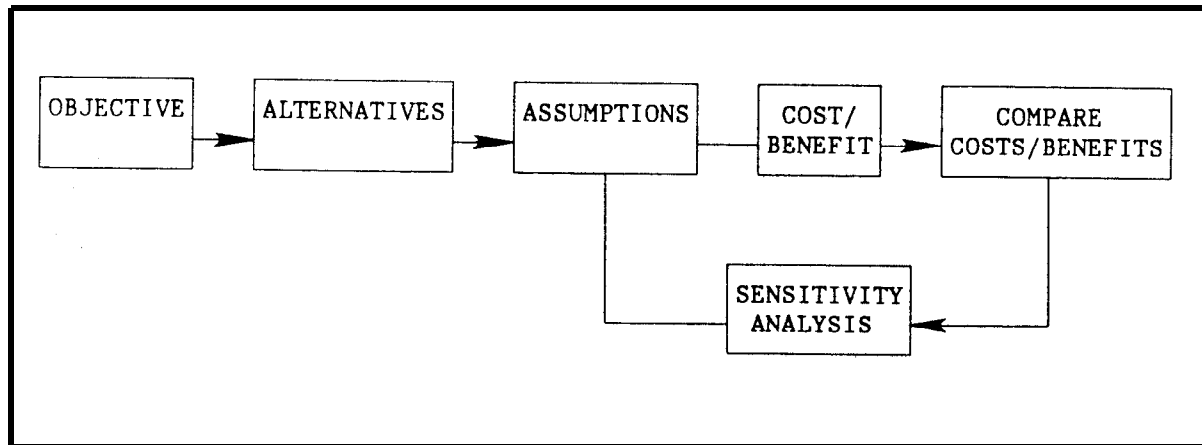 OBJECTIVE
ALTERNATIVES
ASSUMPTIONS
COST/
BENEFIT
COMPARE
COSTS/BENEFITS
SENSITIVITY
ANALYSIS